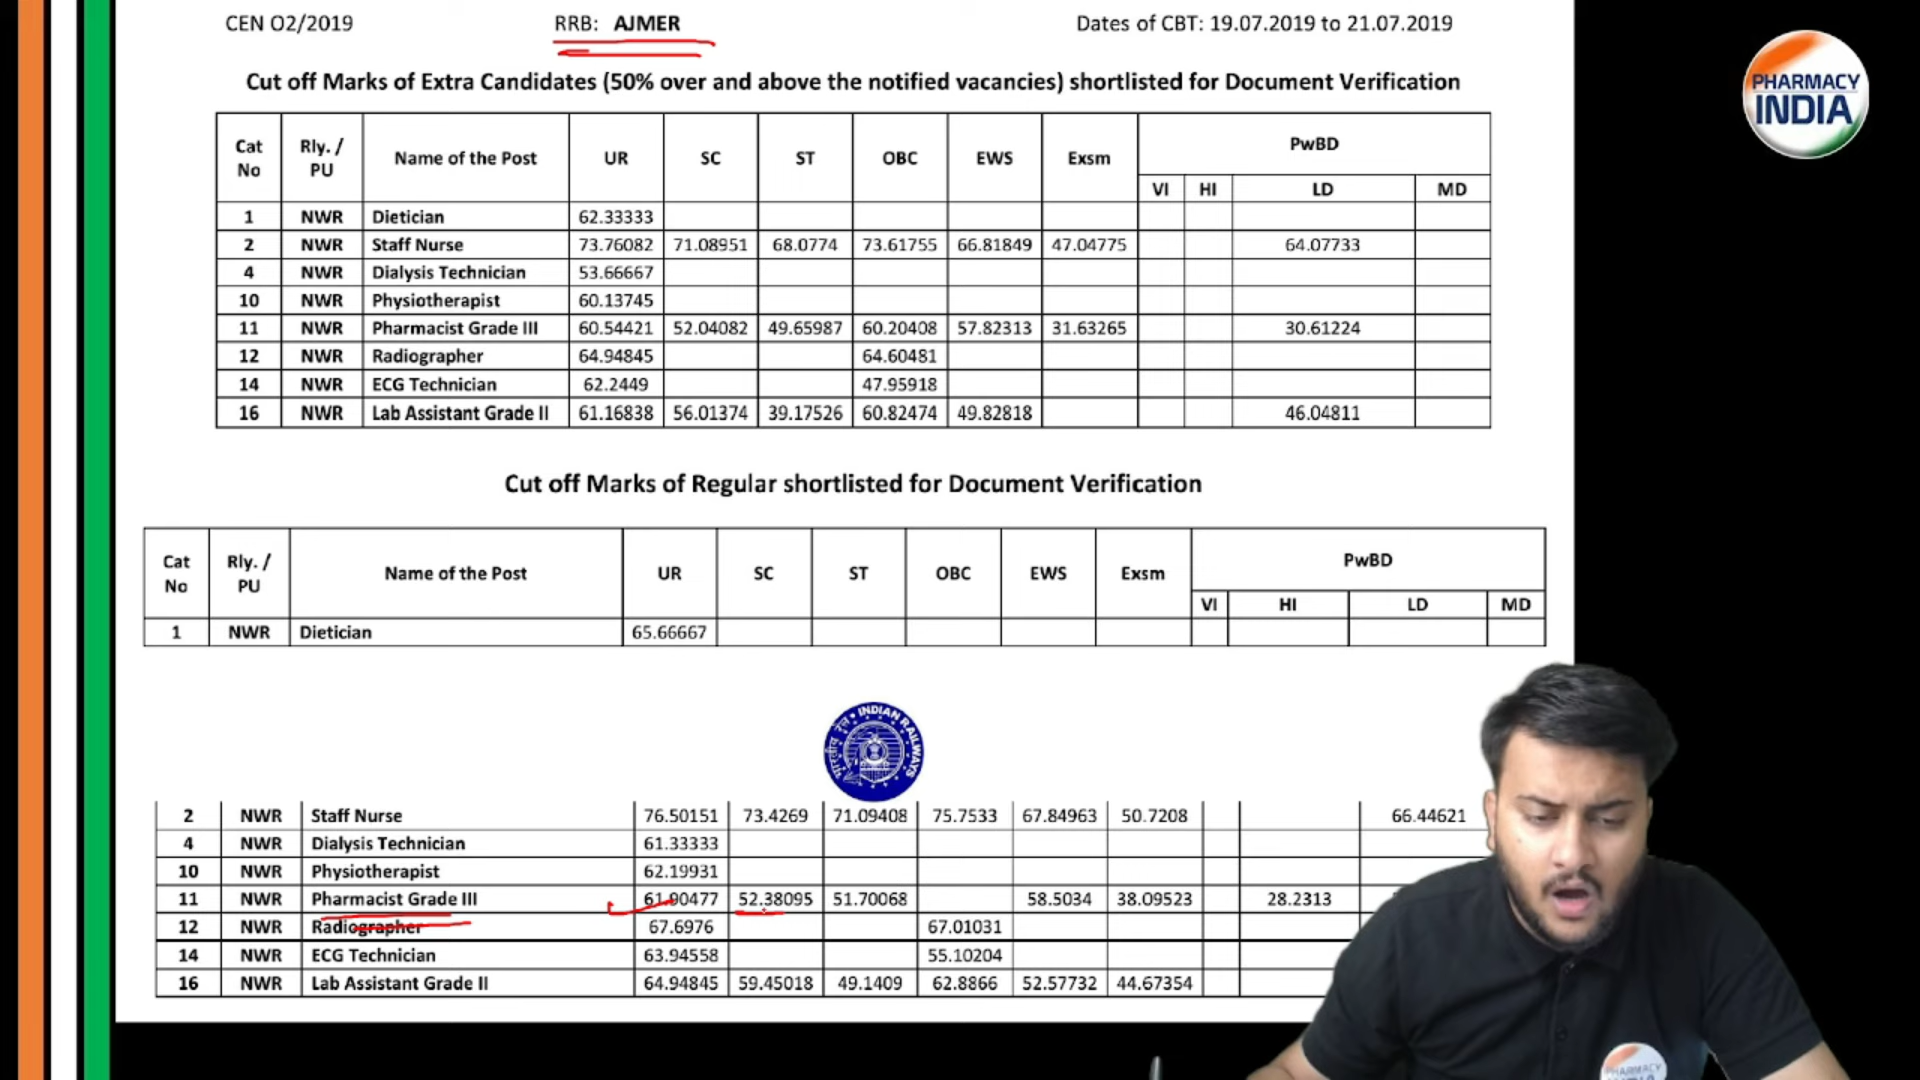 CEN O2/2019 RRB: AJMER Dates of CBT: 19.07.2019 to 21.07.2019
PHARMACY
INDIA
Cut off Marks of Extra Candidates (50% over and above the notified vacancies) shortlisted for Document Verification
Cat No Rly. / PU Name of the Post UR SC ST OBC EWS Exsm PwBD
VI HI LD MD
1 NWR Dietician 62.33333
2 NWR Staff Nurse 73.76082 71.08951 68.0774 73.61755 66.81849 47.04775 64.07733
4 NWR Dialysis Technician 53.66667
10 NWR Physiotherapist 60.13745
11 NWR Pharmacist Grade III 60.54421 52.04082 49.65987 60.20408 57.82313 31.63265 30.61224
12 NWR Radiographer 64.94845 64.60481
14 NWR ECG Technician 62.2449 47.95918
16 NWR Lab Assistant Grade II 61.16838 56.01374 39.17526 60.82474 49.82818 46.04811
Cut off Marks of Regular shortlisted for Document Verification
Cat No Rly. / PU Name of the Post UR SC ST OBC EWS Exsm PwBD
VI HI LD MD
1 NWR Dietician 65.66667
INDIAN RAILWAYS
भारतीय रेल
2 NWR Staff Nurse 76.50151 73.4269 71.09408 75.7533 67.84963 50.7208 66.44621
4 NWR Dialysis Technician 61.33333
10 NWR Physiotherapist 62.19931
11 NWR Pharmacist Grade III 61.90477 52.38095 51.70068 58.5034 38.09523 28.2313
12 NWR Radiographer 67.6976 67.01031
14 NWR ECG Technician 63.94558 55.10204
16 NWR Lab Assistant Grade II 64.94845 59.45018 49.1409 62.8866 52.57732 44.67354
PHARMACY
INDIA